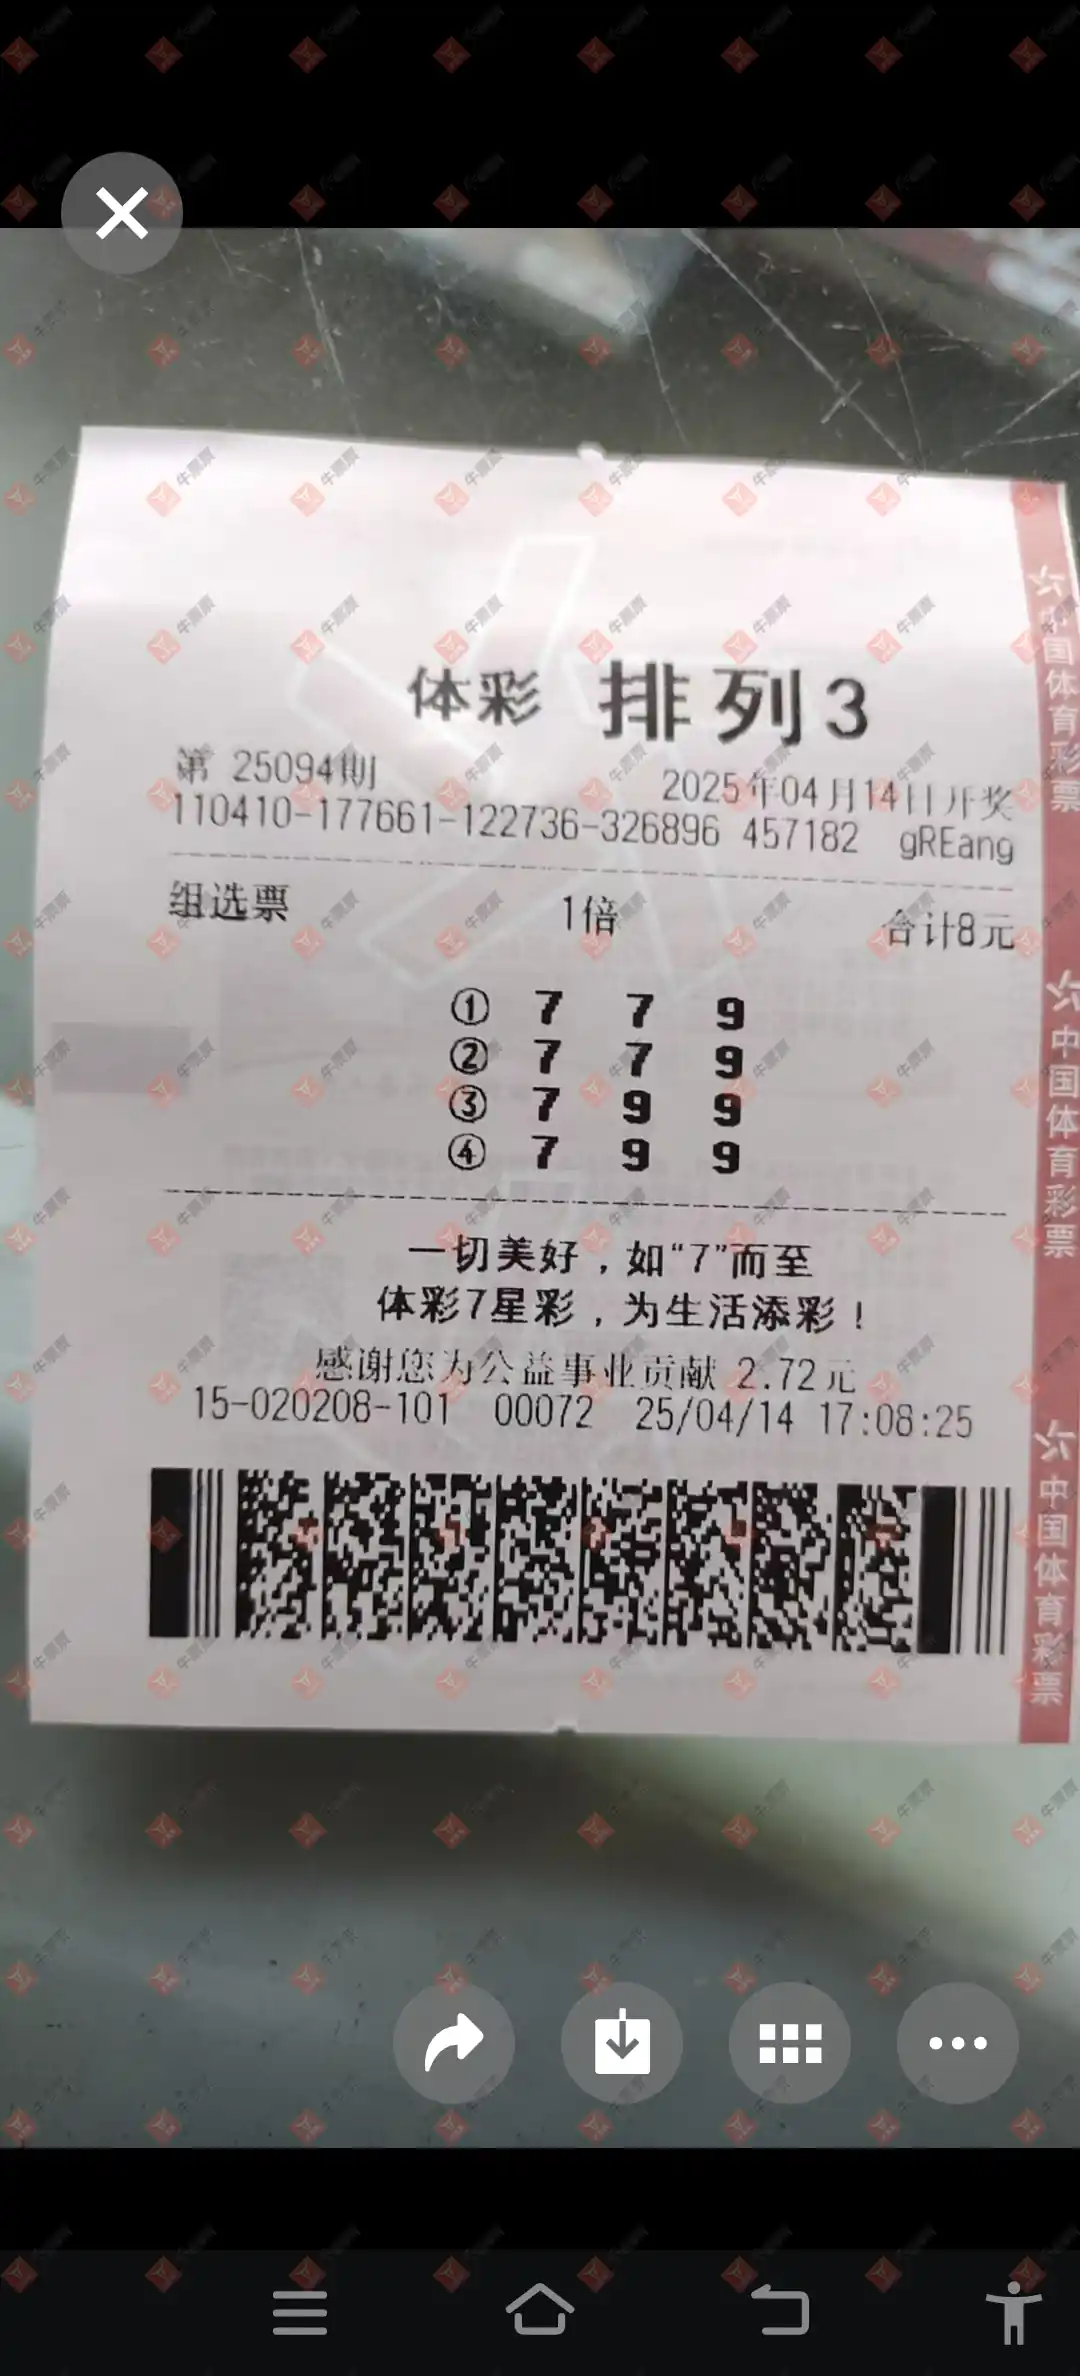 体彩 排列3
第 25094期 2025年04月14日开奖
110410-177661-122736-326896 457182 gREang
组选票 1倍 合计8元
① 7 7 9
② 7 7 9
③ 7 9 9
④ 7 9 9
一切美好，如“7”而至
体彩7星彩，为生活添彩！
感谢您为公益事业贡献 2.72元
15-020208-101 00072 25/04/14 17:08:25
中国体育彩票
中国体育彩票
中国体育彩票